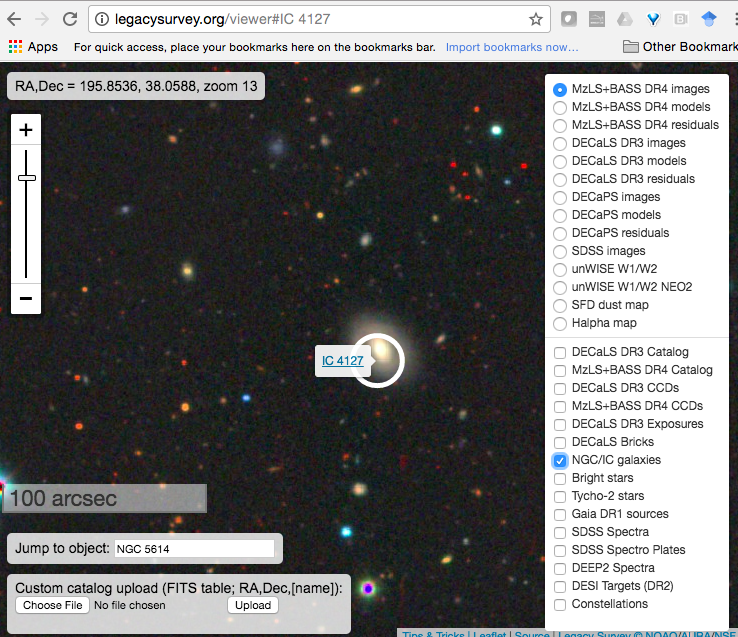 legacysurvey.org/viewer#IC 4127
Apps For quick access, place your bookmarks here on the bookmarks bar. Import bookmarks now... Other Bookmark
RA,Dec = 195.8536, 38.0588, zoom 13
+
−
IC 4127
100 arcsec
Jump to object: NGC 5614
Custom catalog upload (FITS table; RA,Dec,[name]):
Choose File No file chosen Upload
MzLS+BASS DR4 images
MzLS+BASS DR4 models
MzLS+BASS DR4 residuals
DECaLS DR3 images
DECaLS DR3 models
DECaLS DR3 residuals
DECaPS images
DECaPS models
DECaPS residuals
SDSS images
unWISE W1/W2
unWISE W1/W2 NEO2
SFD dust map
Halpha map
DECaLS DR3 Catalog
MzLS+BASS DR4 Catalog
DECaLS DR3 CCDs
MzLS+BASS DR4 CCDs
DECaLS DR3 Exposures
DECaLS Bricks
NGC/IC galaxies
Bright stars
Tycho-2 stars
Gaia DR1 sources
SDSS Spectra
SDSS Spectro Plates
DEEP2 Spectra
DESI Targets (DR2)
Constellations
Tips & Tricks | Leaflet | Source | Legacy Survey © NOAO/AURA/NSF